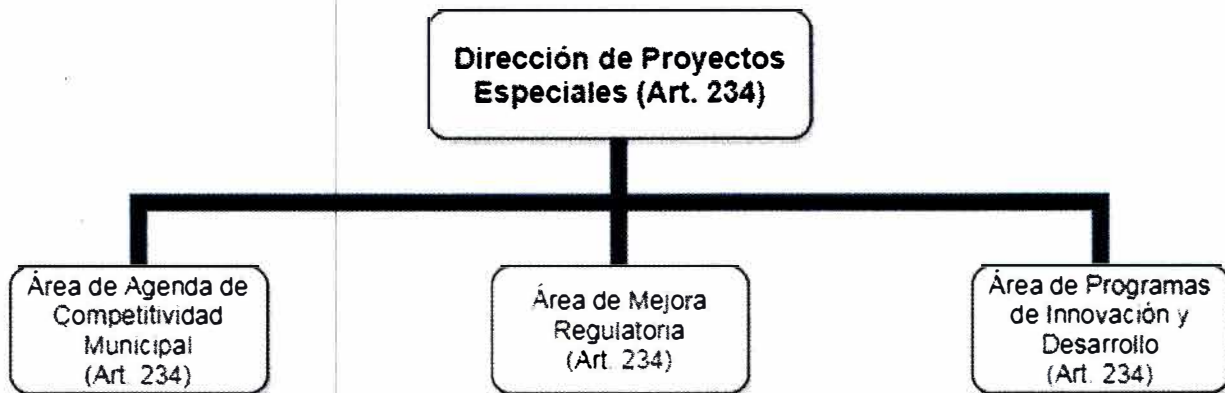 Dirección de Proyectos
Especiales (Art. 234)
Área de Agenda de
Competitividad
Municipal
(Art. 234)
Área de Mejora
Regulatoria
(Art. 234)
Área de Programas
de Innovación y
Desarrollo
(Art. 234)